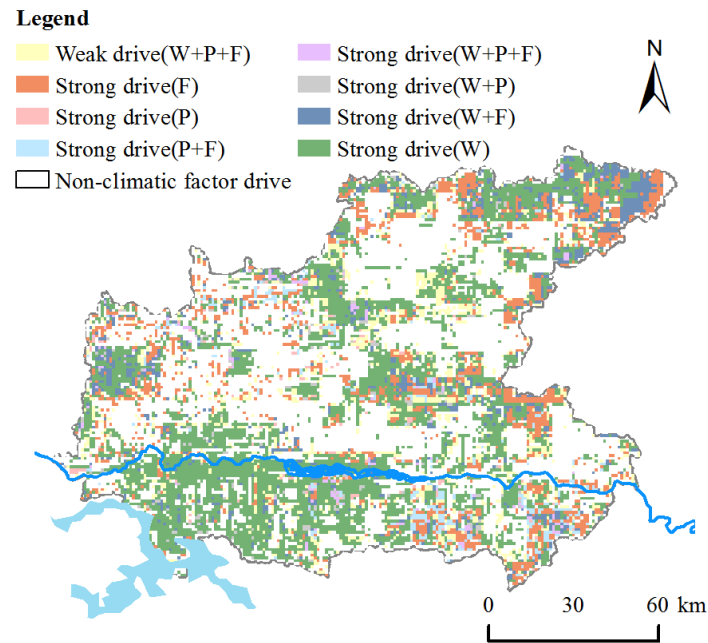 Legend
Weak drive(W+P+F)
Strong drive(F)
Strong drive(P)
Strong drive(P+F)
Non-climatic factor drive
Strong drive(W+P+F)
Strong drive(W+P)
Strong drive(W+F)
Strong drive(W)
N
0 30 60 km